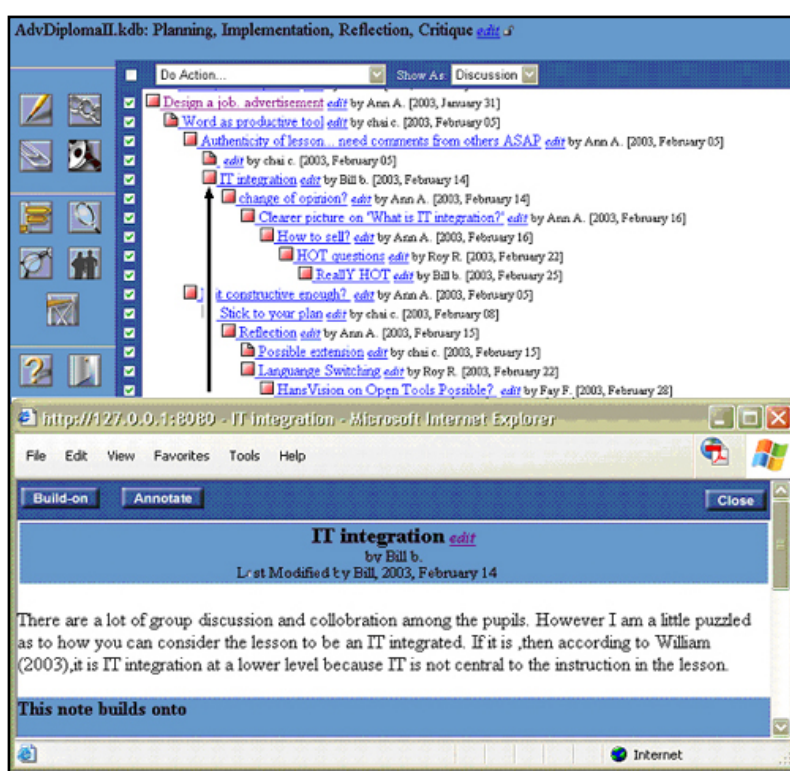 AdvDiplomaII.kdb: Planning, Implementation, Reflection, Critique edit
Do Action... Show As Discussion
Design a job. advertisement edit by Ann A. [2003, January 31]
Word as productive tool edit by chai c. [2003, February 05]
Authenticity of lesson... need comments from others ASAP edit by Ann A. [2003, February 05]
edit by chai c. [2003, February 05]
IT integration edit by Bill b. [2003, February 14]
change of opinion? edit by Ann A. [2003, February 14]
Clearer picture on 'What is IT integration?' edit by Ann A. [2003, February 16]
How to sell? edit by Ann A. [2003, February 16]
HOT questions edit by Roy R. [2003, February 22]
ReallY HOT edit by Bill b. [2003, February 25]
it constructive enough? edit by Ann A. [2003, February 05]
Stick to your plan edit by chai c. [2003, February 08]
Reflection edit by Ann A. [2003, February 15]
Possible extension edit by chai c. [2003, February 15]
Languange Switching edit by Roy R. [2003, February 22]
HansVision on Open Tools Possible? edit by Fay F. [2003, February 28]
http://127.0.0.1:8080 - IT integration - Microsoft Internet Explorer
File Edit View Favorites Tools Help
Build-on Annotate Close
IT integration edit
by Bill b.
Last Modified by Bill, 2003, February 14
There are a lot of group discussion and collobration among the pupils. However I am a little puzzled
as to how you can consider the lesson to be an IT integrated. If it is ,then according to William
(2003),it is IT integration at a lower level because IT is not central to the instruction in the lesson.
This note builds onto
Internet